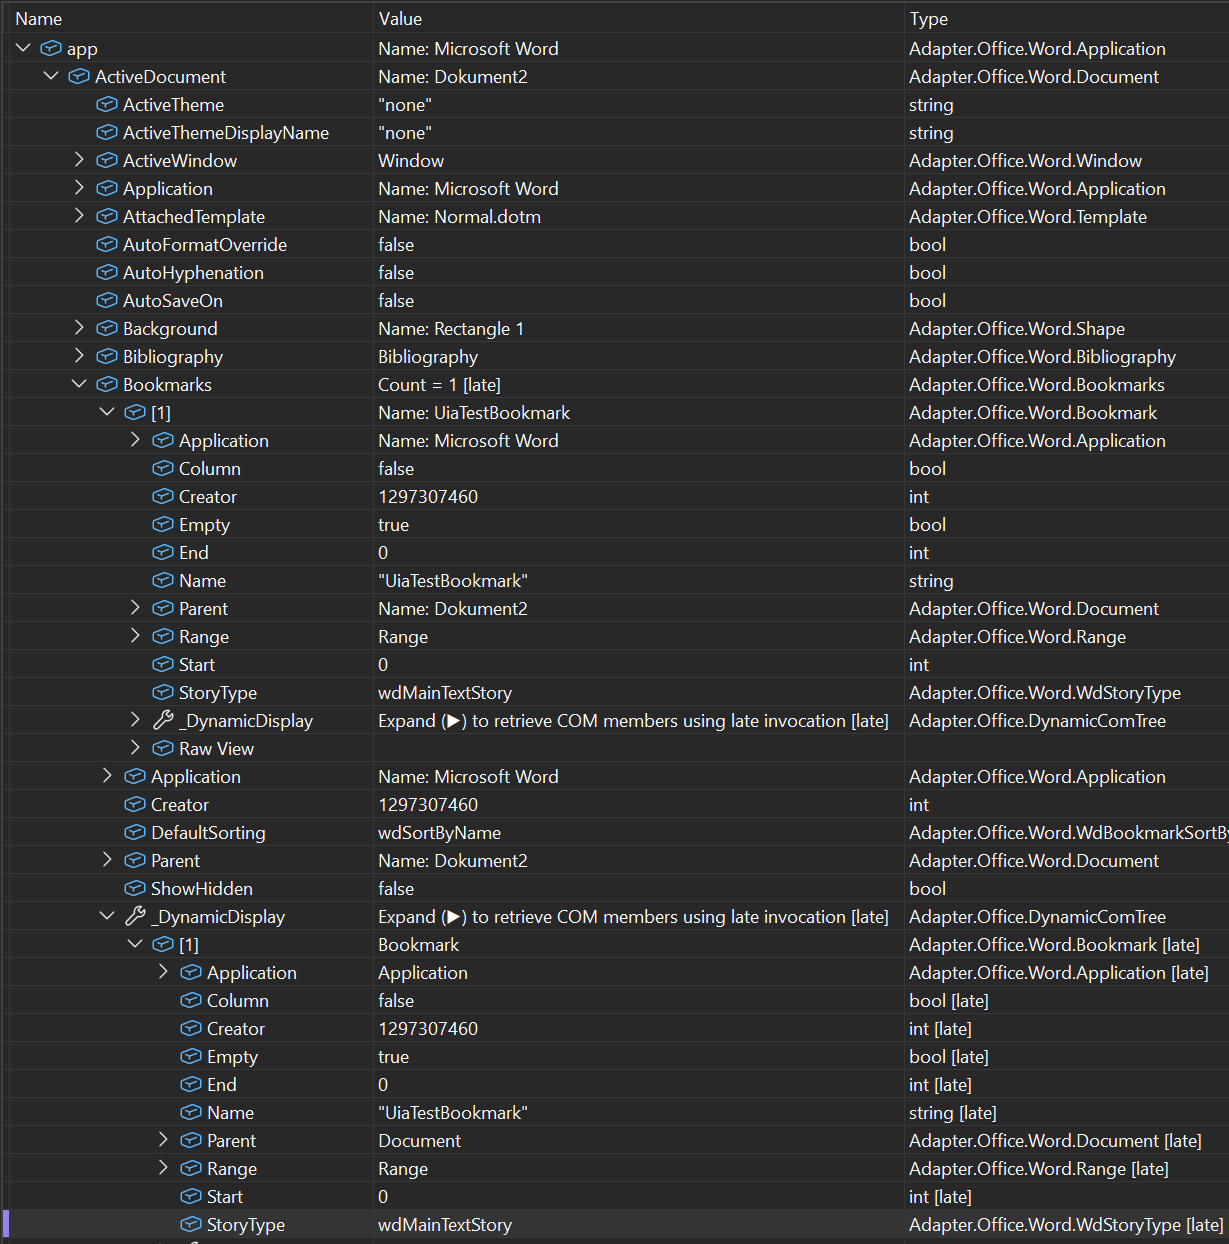 Name Value Type
app Name: Microsoft Word Adapter.Office.Word.Application
ActiveDocument Name: Dokument2 Adapter.Office.Word.Document
ActiveTheme "none" string
ActiveThemeDisplayName "none" string
ActiveWindow Window Adapter.Office.Word.Window
Application Name: Microsoft Word Adapter.Office.Word.Application
AttachedTemplate Name: Normal.dotm Adapter.Office.Word.Template
AutoFormatOverride false bool
AutoHyphenation false bool
AutoSaveOn false bool
Background Name: Rectangle 1 Adapter.Office.Word.Shape
Bibliography Bibliography Adapter.Office.Word.Bibliography
Bookmarks Count = 1 [late] Adapter.Office.Word.Bookmarks
[1] Name: UiaTestBookmark Adapter.Office.Word.Bookmark
Application Name: Microsoft Word Adapter.Office.Word.Application
Column false bool
Creator 1297307460 int
Empty true bool
End 0 int
Name "UiaTestBookmark" string
Parent Name: Dokument2 Adapter.Office.Word.Document
Range Range Adapter.Office.Word.Range
Start 0 int
StoryType wdMainTextStory Adapter.Office.Word.WdStoryType
_DynamicDisplay Expand (▶) to retrieve COM members using late invocation [late] Adapter.Office.DynamicComTree
Raw View
Application Name: Microsoft Word Adapter.Office.Word.Application
Creator 1297307460 int
DefaultSorting wdSortByName Adapter.Office.Word.WdBookmarkSortBy
Parent Name: Dokument2 Adapter.Office.Word.Document
ShowHidden false bool
_DynamicDisplay Expand (▶) to retrieve COM members using late invocation [late] Adapter.Office.DynamicComTree
[1] Bookmark Adapter.Office.Word.Bookmark [late]
Application Application Adapter.Office.Word.Application [late]
Column false bool [late]
Creator 1297307460 int [late]
Empty true bool [late]
End 0 int [late]
Name "UiaTestBookmark" string [late]
Parent Document Adapter.Office.Word.Document [late]
Range Range Adapter.Office.Word.Range [late]
Start 0 int [late]
StoryType wdMainTextStory Adapter.Office.Word.WdStoryType [late]